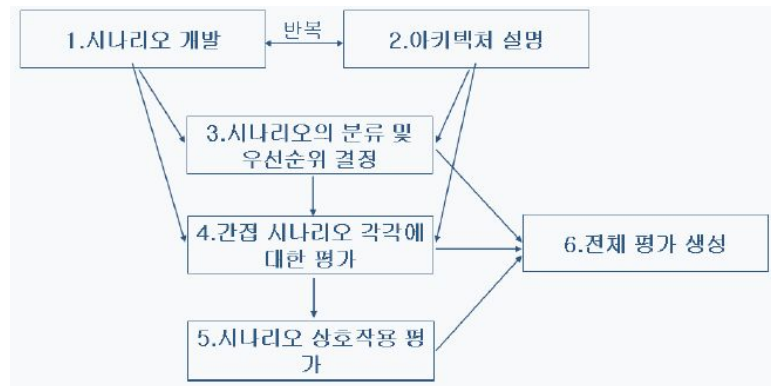 1.시나리오 개발
반복
2.아키텍처 설명
3.시나리오의 분류 및
우선순위 결정
4.간접 시나리오 각각에
대한 평가
6.전체 평가 생성
5.시나리오 상호작용 평
가